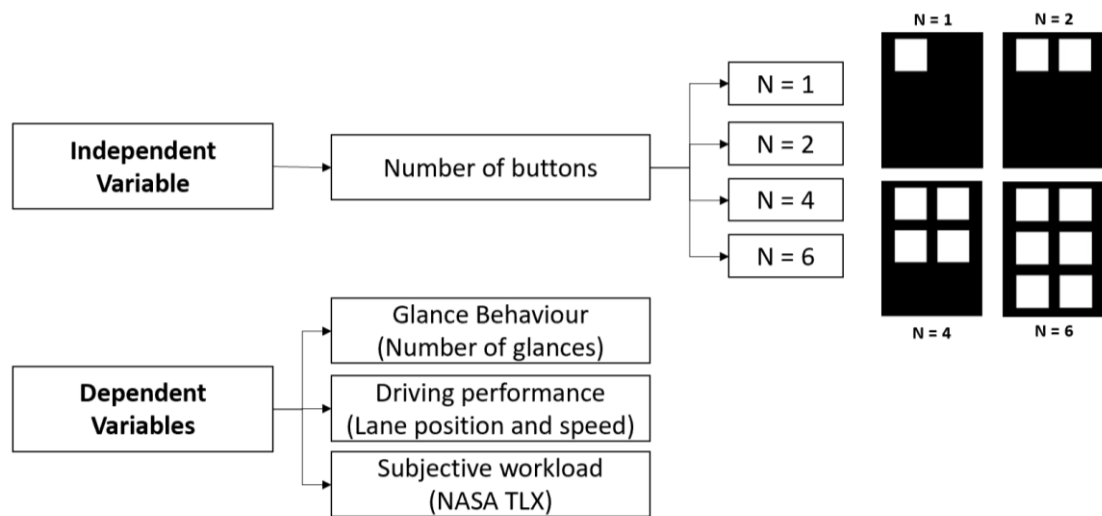 Independent
Variable
Number of buttons
N = 1
N = 2
N = 4
N = 6
N = 1
N = 2
N = 4
N = 6
Dependent
Variables
Glance Behaviour
(Number of glances)
Driving performance
(Lane position and speed)
Subjective workload
(NASA TLX)